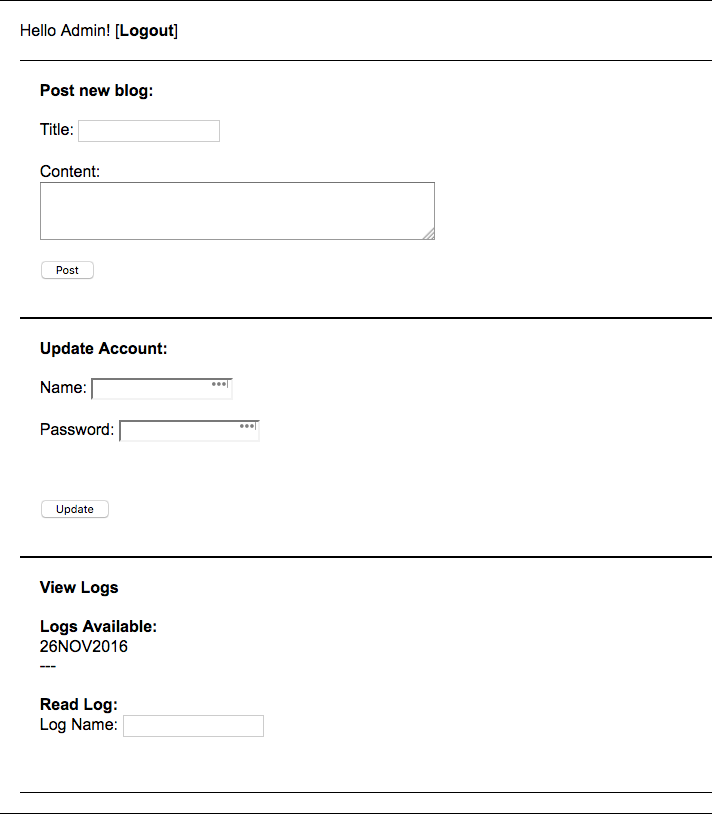 Hello Admin! [Logout]
Post new blog:
Title:
Content:
Post
Update Account:
Name:
Password:
Update
View Logs
Logs Available:
26NOV2016
---
Read Log:
Log Name: